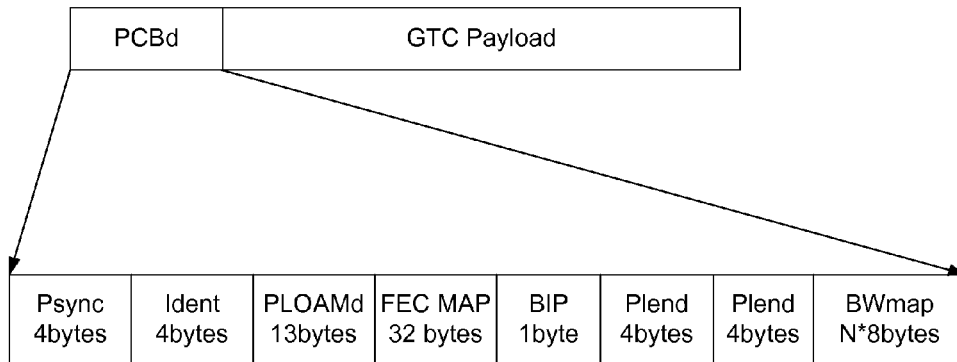 PCBd
GTC Payload
Psync
4bytes
Ident
4bytes
PLOAMd
13bytes
FEC MAP
32 bytes
BIP
1byte
Plend
4bytes
Plend
4bytes
BWmap
N*8bytes